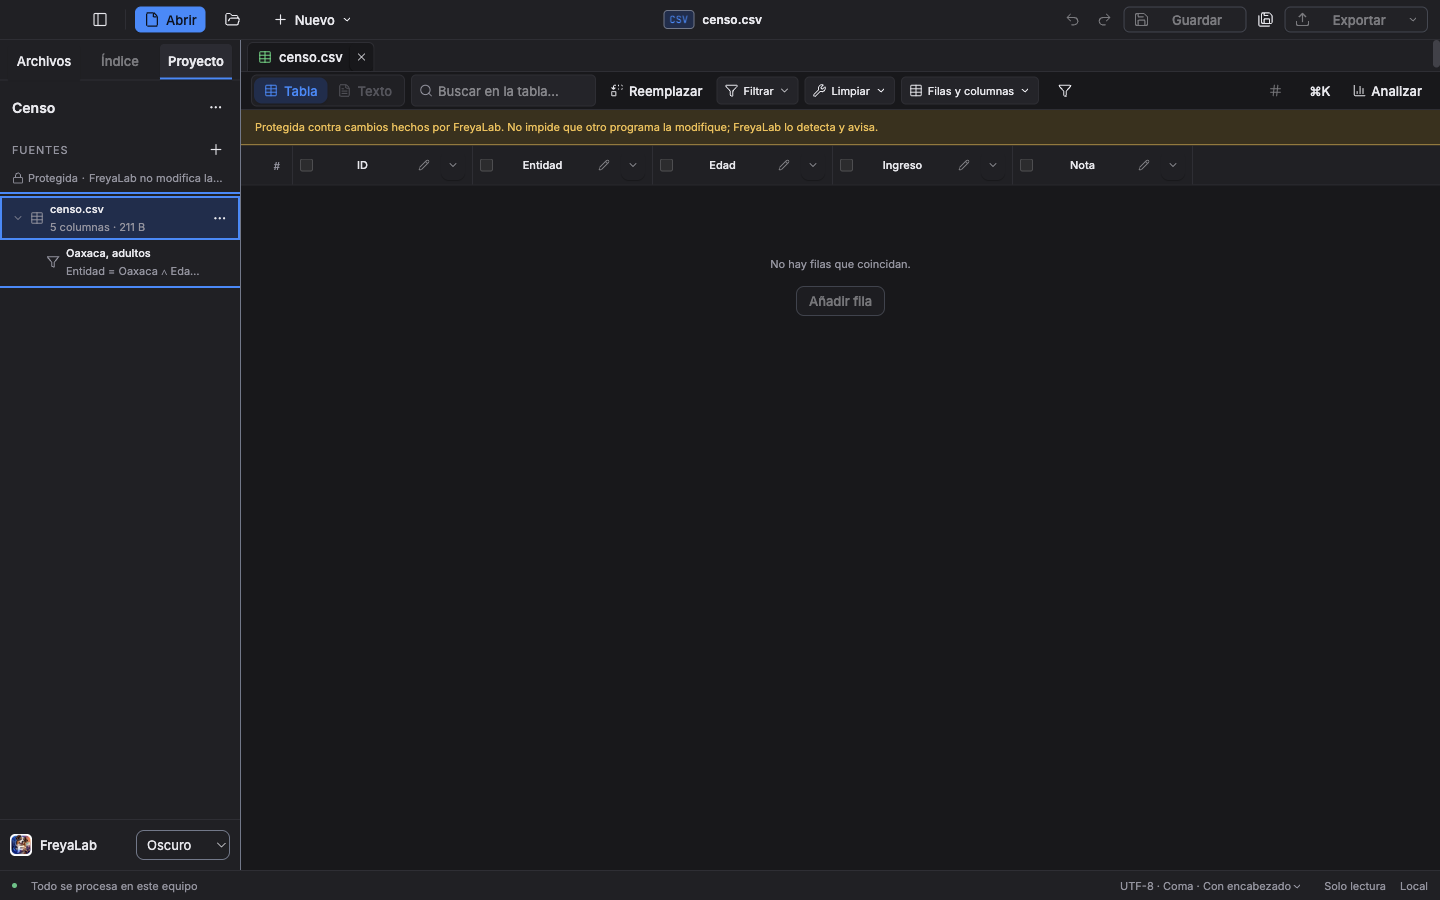 Abrir
Nuevo
CSV censo.csv
Guardar
Exportar
Archivos
Índice
Proyecto
censo.csv
Tabla
Texto
Buscar en la tabla...
Reemplazar
Filtrar
Limpiar
Filas y columnas
#
⌘K
Analizar
Censo
Protegida contra cambios hechos por FreyaLab. No impide que otro programa la modifique; FreyaLab lo detecta y avisa.
FUENTES
Protegida · FreyaLab no modifica la...
# ID Entidad Edad Ingreso Nota
censo.csv
5 columnas · 211 B
Oaxaca, adultos
Entidad = Oaxaca ∧ Eda...
No hay filas que coincidan.
Añadir fila
FreyaLab
Oscuro
Todo se procesa en este equipo
UTF-8 · Coma · Con encabezado
Solo lectura
Local